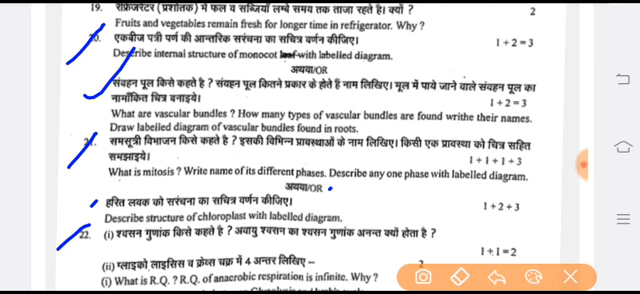 19. रेफ्रिजरेटर (प्रशीतक) में फल व सब्जियाँ लम्बे समय तक ताजा रहते है। क्यों ? 2
Fruits and vegetables remain fresh for longer time in refrigerator. Why ?
20. एकबीज पत्री पर्ण की आन्तरिक संरचना का सचित्र वर्णन कीजिए। 1+2=3
Describe internal structure of monocot leaf with labelled diagram.
अथवा/OR
संवहन पूल किसे कहते है ? संवहन पूल कितने प्रकार के होते हैं नाम लिखिए। मूल में पाये जाने वाले संवहन पूल का
नामांकित चित्र बनाइये। 1+2=3
What are vascular bundles ? How many types of vascular bundles are found writhe their names.
Draw labelled diagram of vascular bundles found in roots.
21. समसूत्री विभाजन किसे कहते है ? इसकी विभिन्न प्रावस्थाओं के नाम लिखिए। किसी एक प्रावस्था को चित्र सहित
समझाइये। 1+1+1+3
What is mitosis ? Write name of its different phases. Describe any one phase with labelled diagram.
अथवा/OR
हरित लवक को सरंचना का सचित्र वर्णन कीजिए। 1+2+3
Describe structure of chloroplast with labelled diagram.
22. (i) श्वसन गुणांक किसे कहते है ? अवायु श्वसन का श्वसन गुणांक अनन्त क्यों होता है ?
1+1=2
(ii) ग्लाइको लाइसिस व क्रेब्स चक्र में 4 अन्तर लिखिए –
(i) What is R.Q. ? R.Q. of anaerobic respiration is infinite. Why ?